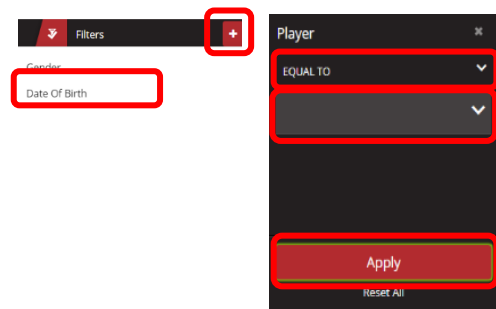 Filters +
Gender
Date Of Birth
Player ×
EQUAL TO
Apply
Reset All